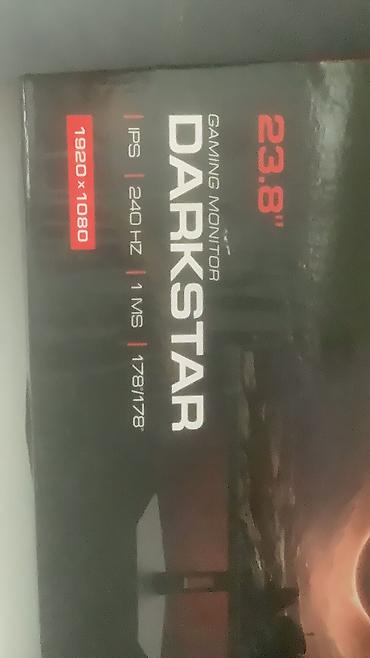 23.8"
GAMING MONITOR
DARKSTAR
IPS | 240 HZ | 1 MS | 178°/178°
1920 × 1080